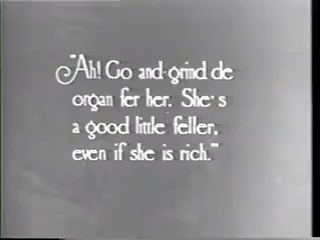 "Ah! Go and grind de
organ fer her. She's
a good little feller,
even if she is rich."